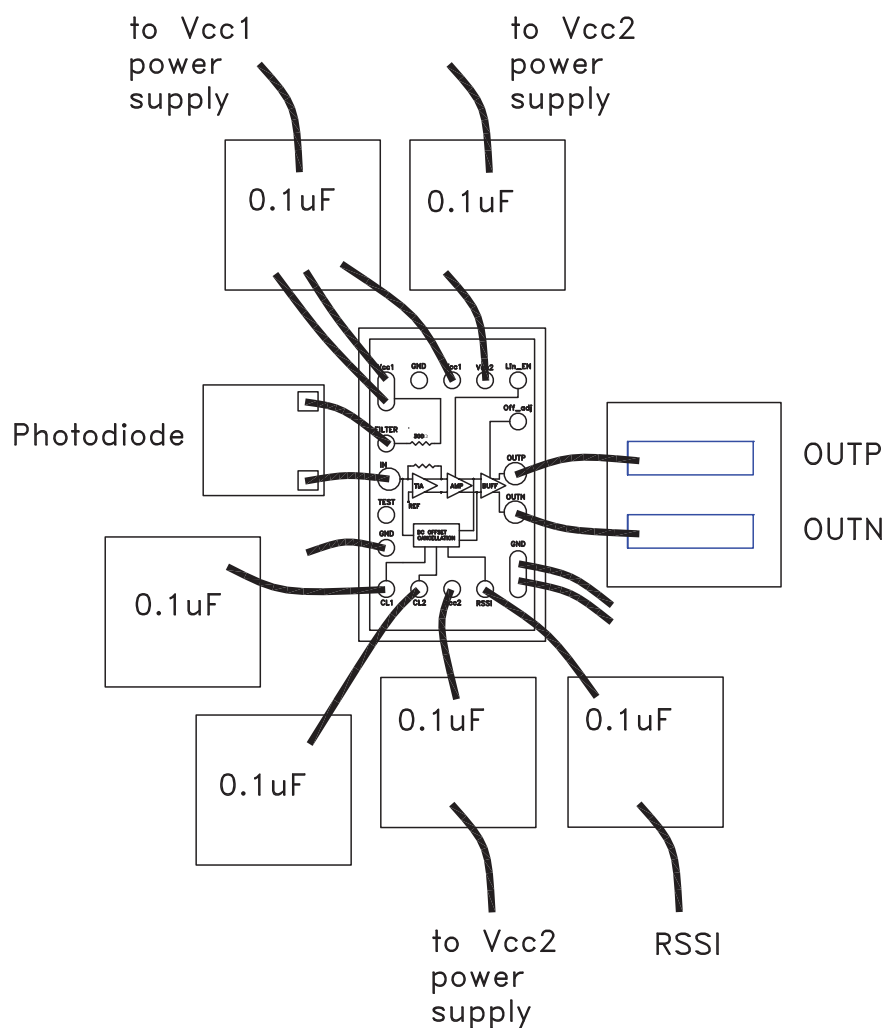 to Vcc1
power
supply
to Vcc2
power
supply
0.1uF
0.1uF
Vcc1
GND
Vcc1
Vcc2
Lin_EN
Off_adj
FILTER
300
Photodiode
IN
OUTP
OUTP
TIA
AMP
BUFF
REF
OUTN
OUTN
TEST
GND
DC OFFSET
CANCELLATION
GND
0.1uF
CL1
CL2
Vcc2
RSSI
0.1uF
0.1uF
0.1uF
to Vcc2
power
supply
RSSI